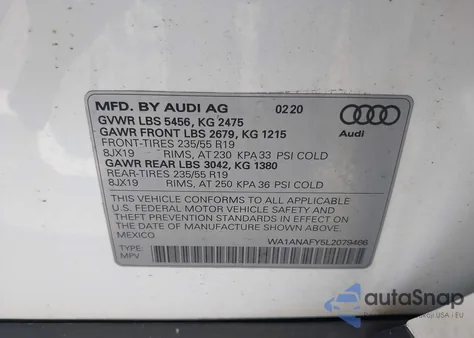 MFD. BY AUDI AG 02 20
GVWR LBS 5456, KG 2475
GAWR FRONT LBS 2679, KG 1215
FRONT-TIRES 235/55 R19
8JX19 RIMS, AT 230 KPA 33 PSI COLD
GAWR REAR LBS 3042, KG 1380
REAR-TIRES 235/55 R19
8JX19 RIMS, AT 250 KPA 36 PSI COLD
Audi
THIS VEHICLE CONFORMS TO ALL APPLICABLE
U.S. FEDERAL MOTOR VEHICLE SAFETY AND
THEFT PREVENTION STANDARDS IN EFFECT ON
THE DATE OF MANUFACTURE SHOWN ABOVE.
MEXICO
WA1ANAFY5L2079466
TYPE:
MPV
autoSnap
cji USA i EU